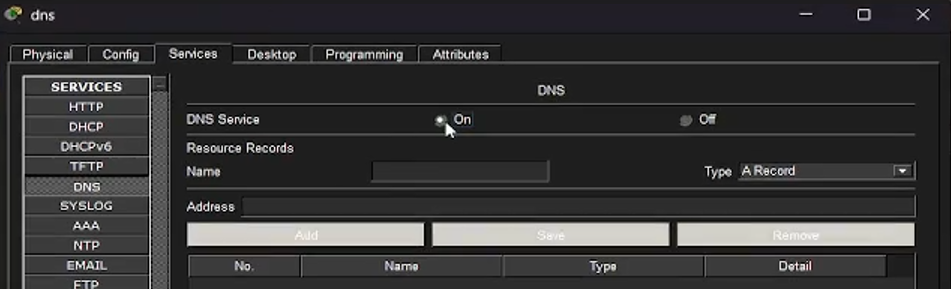 dns
Physical Config Services Desktop Programming Attributes
SERVICES
HTTP
DHCP
DHCPv6
TFTP
DNS
SYSLOG
AAA
NTP
EMAIL
FTP
DNS
DNS Service On Off
Resource Records
Name Type A Record
Address
Add Save Remove
No. Name Type Detail